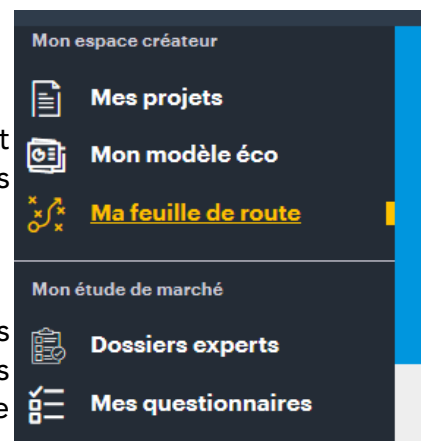 Mon espace créateur
Mes projets
t
Mon modèle éco
s
Ma feuille de route
Mon étude de marché
s
Dossiers experts
s
Mes questionnaires
e